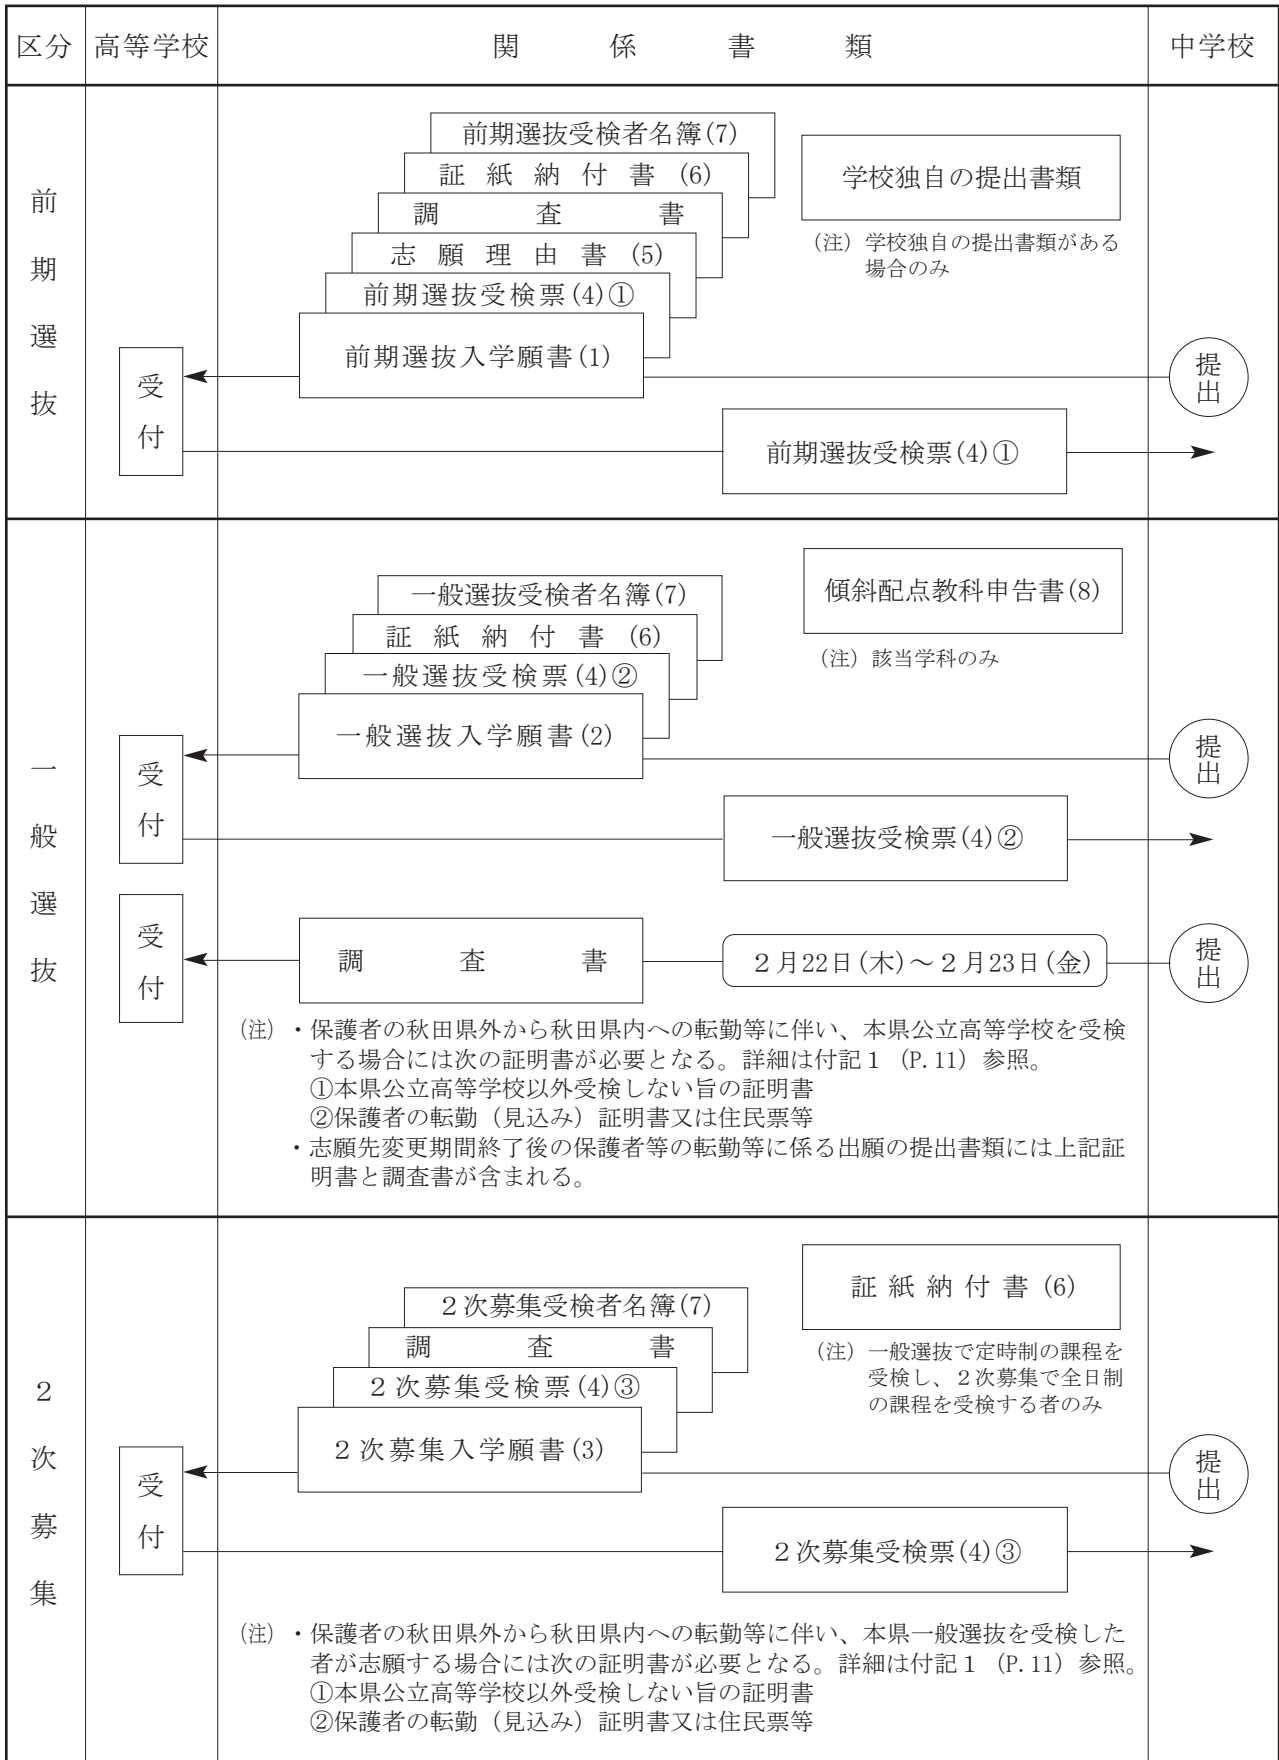 区分 高等学校 関係書類 中学校
前期選抜
前期選抜受検者名簿(7)
証紙納付書(6)
調査書
志願理由書(5)
前期選抜受検票(4)①
前期選抜入学願書(1)
学校独自の提出書類
(注) 学校独自の提出書類がある
場合のみ
受付
提出
前期選抜受検票(4)①
一般選抜
一般選抜受検者名簿(7)
証紙納付書(6)
一般選抜受検票(4)②
一般選抜入学願書(2)
傾斜配点教科申告書(8)
(注) 該当学科のみ
受付
提出
一般選抜受検票(4)②
受付
調査書
2月22日(木)~2月23日(金)
提出
(注) ・保護者の秋田県外から秋田県内への転勤等に伴い、本県公立高等学校を受検
する場合には次の証明書が必要となる。詳細は付記1 (P.11) 参照。
①本県公立高等学校以外受検しない旨の証明書
②保護者の転勤(見込み)証明書又は住民票等
・志願先変更期間終了後の保護者等の転勤等に係る出願の提出書類には上記証
明書と調査書が含まれる。
2次募集
2次募集受検者名簿(7)
調査書
2次募集受検票(4)③
2次募集入学願書(3)
証紙納付書(6)
(注) 一般選抜で定時制の課程を
受検し、2次募集で全日制
の課程を受検する者のみ
受付
提出
2次募集受検票(4)③
(注) ・保護者の秋田県外から秋田県内への転勤等に伴い、本県一般選抜を受検した
者が志願する場合には次の証明書が必要となる。詳細は付記1 (P.11) 参照。
①本県公立高等学校以外受検しない旨の証明書
②保護者の転勤(見込み)証明書又は住民票等